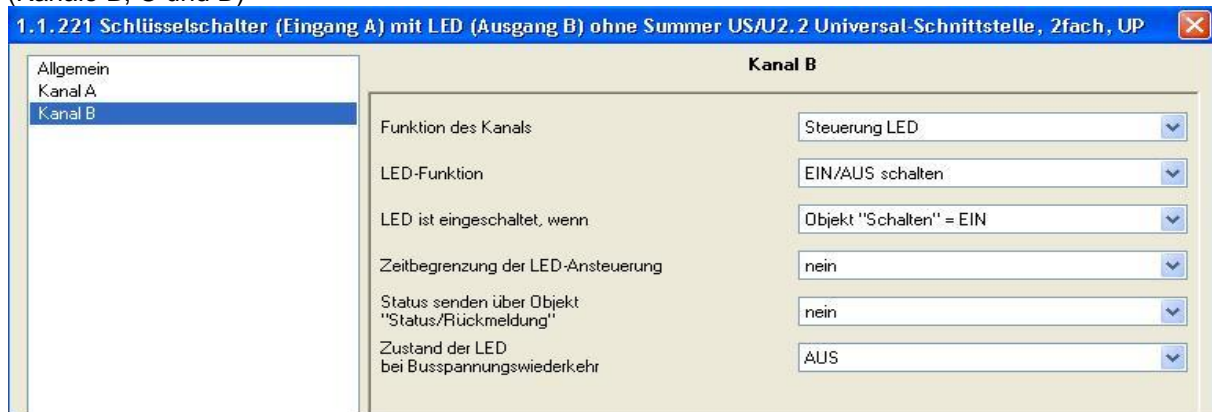 (Kanäle B, C und D)
1.1.221 Schlüsselschalter (Eingang A) mit LED (Ausgang B) ohne Summer US/U2.2 Universal-Schnittstelle, 2fach, UP
Allgemein
Kanal A
Kanal B
Kanal B
Funktion des Kanals
Steuerung LED
LED-Funktion
EIN/AUS schalten
LED ist eingeschaltet, wenn
Objekt "Schalten" = EIN
Zeitbegrenzung der LED-Ansteuerung
nein
Status senden über Objekt
"Status/Rückmeldung"
nein
Zustand der LED
bei Busspannungswiederkehr
AUS